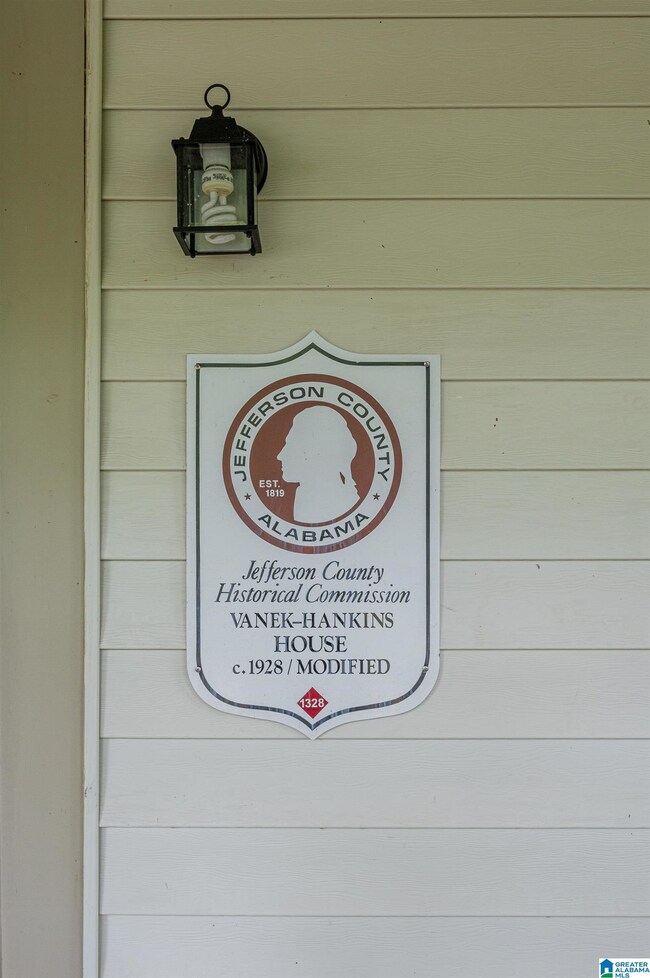 JEFFERSON COUNTY
EST.
1819
ALABAMA
Jefferson County
Historical Commission
VANEK–HANKINS
HOUSE
c.1928 / MODIFIED
1328
GREATER
ALABAMA
MLS